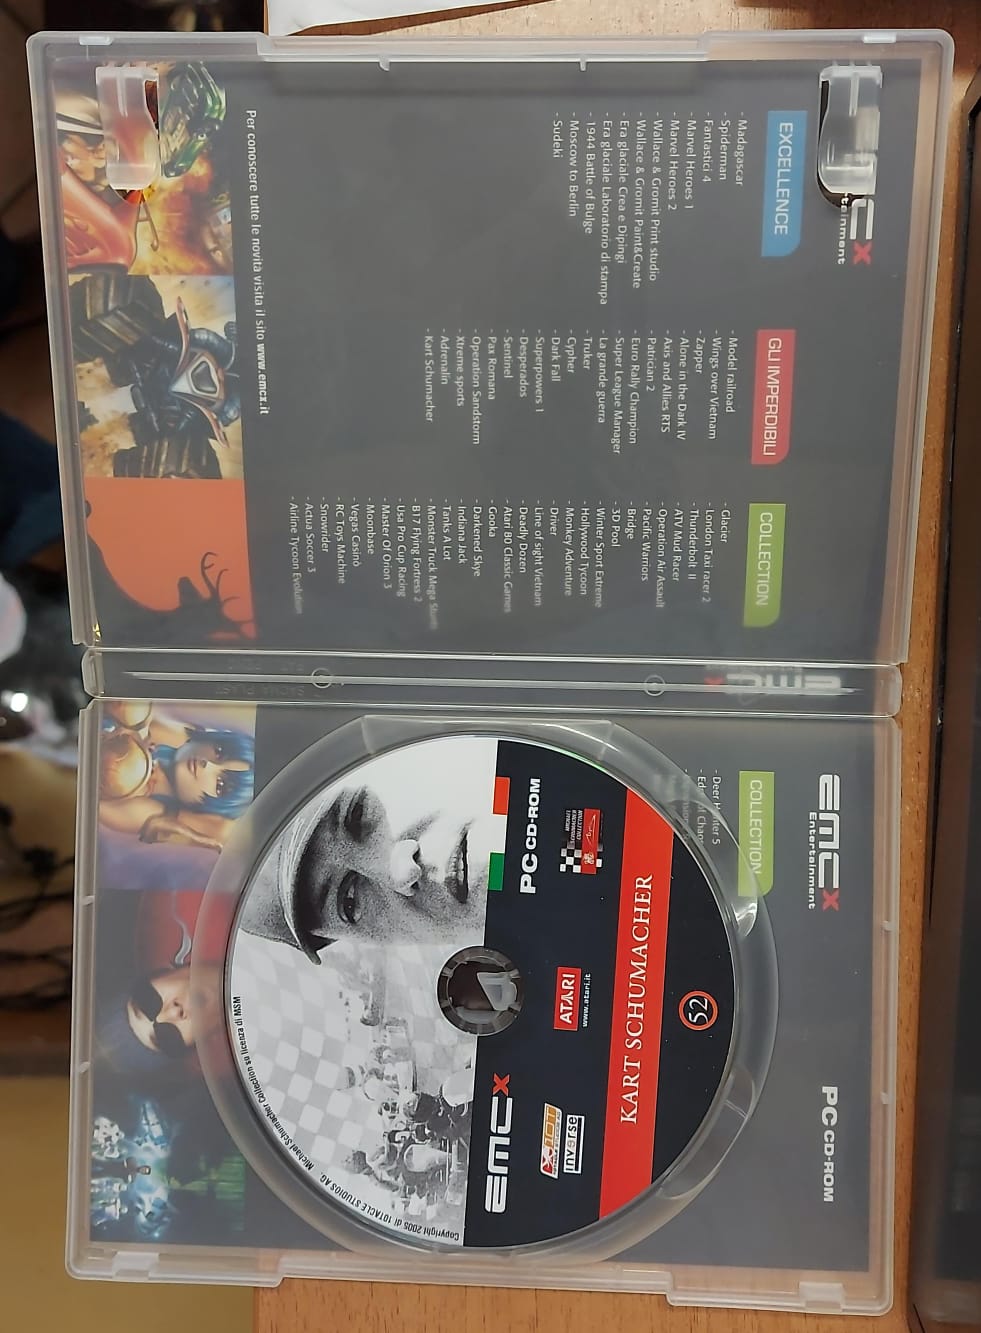 EMCX
Entertainment
EXCELLENCE
- Madagascar
- Spiderman
- Fantastici 4
- Marvel Heroes 1
- Marvel Heroes 2
- Wallace & Gromit Print studio
- Wallace & Gromit Paint&Create
- Era glaciale Crea e Dipingi
- Era glaciale Laboratorio di stampa
- 1944 Battle of Bulge
- Moscow to Berlin
- Sudeki
GLI IMPERDIBILI
- Model railroad
- Wings over Vietnam
- Zapper
- Alone in the Dark IV
- Axis and Allies RTS
- Patrician 2
- Euro Rally Champion
- Super League Manager
- La grande guerra
- Truker
- Cypher
- Dark Fall
- Superpowers 1
- Desperados
- Sentinel
- Pax Romana
- Operation Sandstorm
- Xtreme sports
- Adrenalin
- Kart Schumacher
COLLECTION
- Glacier
- London Taxi racer 2
- Thunderbolt II
- ATV Mud Racer
- Operation Air Assault
- Pacific Warriors
- Bridge
- 3D Pool
- Winter Sport Extreme
- Hollywood Tycoon
- Monkey Adventure
- Driver
- Line of sight Vietnam
- Deadly Dozen
- Atari 80 Classic Games
- Gooka
- Darkened Skye
- Indiana Jack
- Tanks A Lot
- Monster Truck Mega
- B17 Flying Fortress 2
- Usa Pro Cup Racing
- Master Of Orion 3
- Moonbase
- Vegas Casinò
- RC Toys Machine
- Snowrider
- Actua Soccer 3
- Airline Tycoon Evolution
Per conoscere tutte le novità visita il sito www.emcx.it
EMCX
EMCX
Entertainment
PC CD-ROM
COLLECTION
- Deer Hunter 5
52
KART SCHUMACHER
ATARI
www.atari.it
inverse
PC CD-ROM
EMCX
Copyright 2005 di 10TACLE STUDIOS AG. Michael Schumacher Collection su licenza di MSM